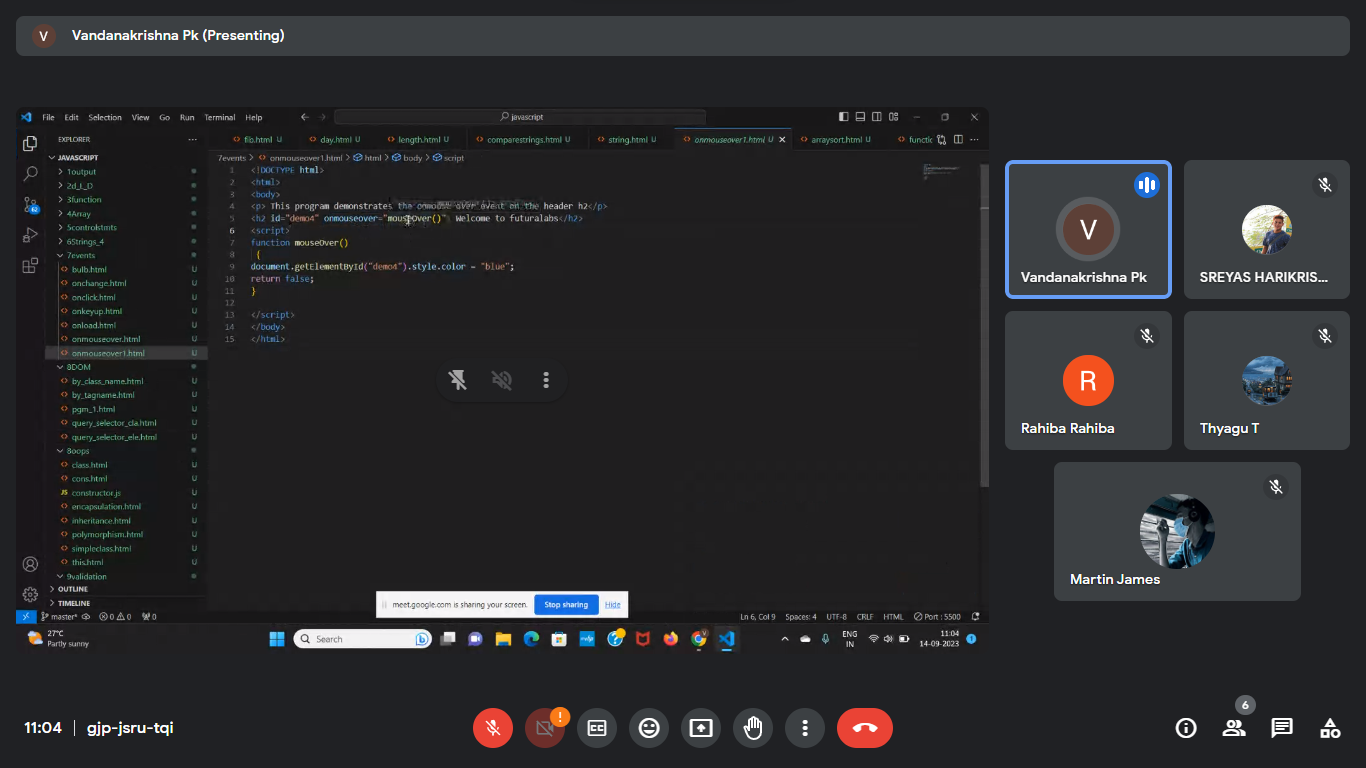 V Vandanakrishna Pk (Presenting)
File Edit Selection View Go Run Terminal Help
javascript
EXPLORER
flo.html U day.html U length.html U comparestrings.html U string.html U onmouseover1.html U arraysort.html U functic
7events > onmouseover1.html > html > body > script
JAVASCRIPT
1output
2d_I_D
3function
4Array
5controlstmts
6Strings_4
7events
bulb.html U
onchange.html U
onclick.html U
onkeyup.html U
onload.html U
onmouseover.html U
onmouseover1.html U
8DOM
by_class_name.html U
by_tagname.html U
pgm_1.html U
query_selector_cla.html U
query_selector_ele.html U
8oops
class.html U
cons.html U
JS constructor.js U
encapsulation.html U
inheritance.html U
polymorphism.html U
simpleclass.html U
this.html U
9validation
OUTLINE
TIMELINE
1 <!DOCTYPE html>
2 <html>
3 <body>
4 <p> This program demonstrates the onmouse over event on the header h2</p>
5 <h2 id="demo4" onmouseover="mouseOver()" Welcome to futuralabs</h2>
6 <script>
7 function mouseOver()
8 {
9 document.getElementById("demo4").style.color = "blue";
10 return false;
11 }
12
13 </script>
14 </body>
15 </html>
meet.google.com is sharing your screen. Stop sharing Hide
master* 0 0 0 Ln 6, Col 9 Spaces: 4 UTF-8 CRLF HTML Port : 5500
27°C
Partly sunny
Search
ENG
IN
11:04
14-09-2023
V
Vandanakrishna Pk
SREYAS HARIKRIS...
R
Rahiba Rahiba
Thyagu T
Martin James
11:04 | gjp-jsru-tqi
6